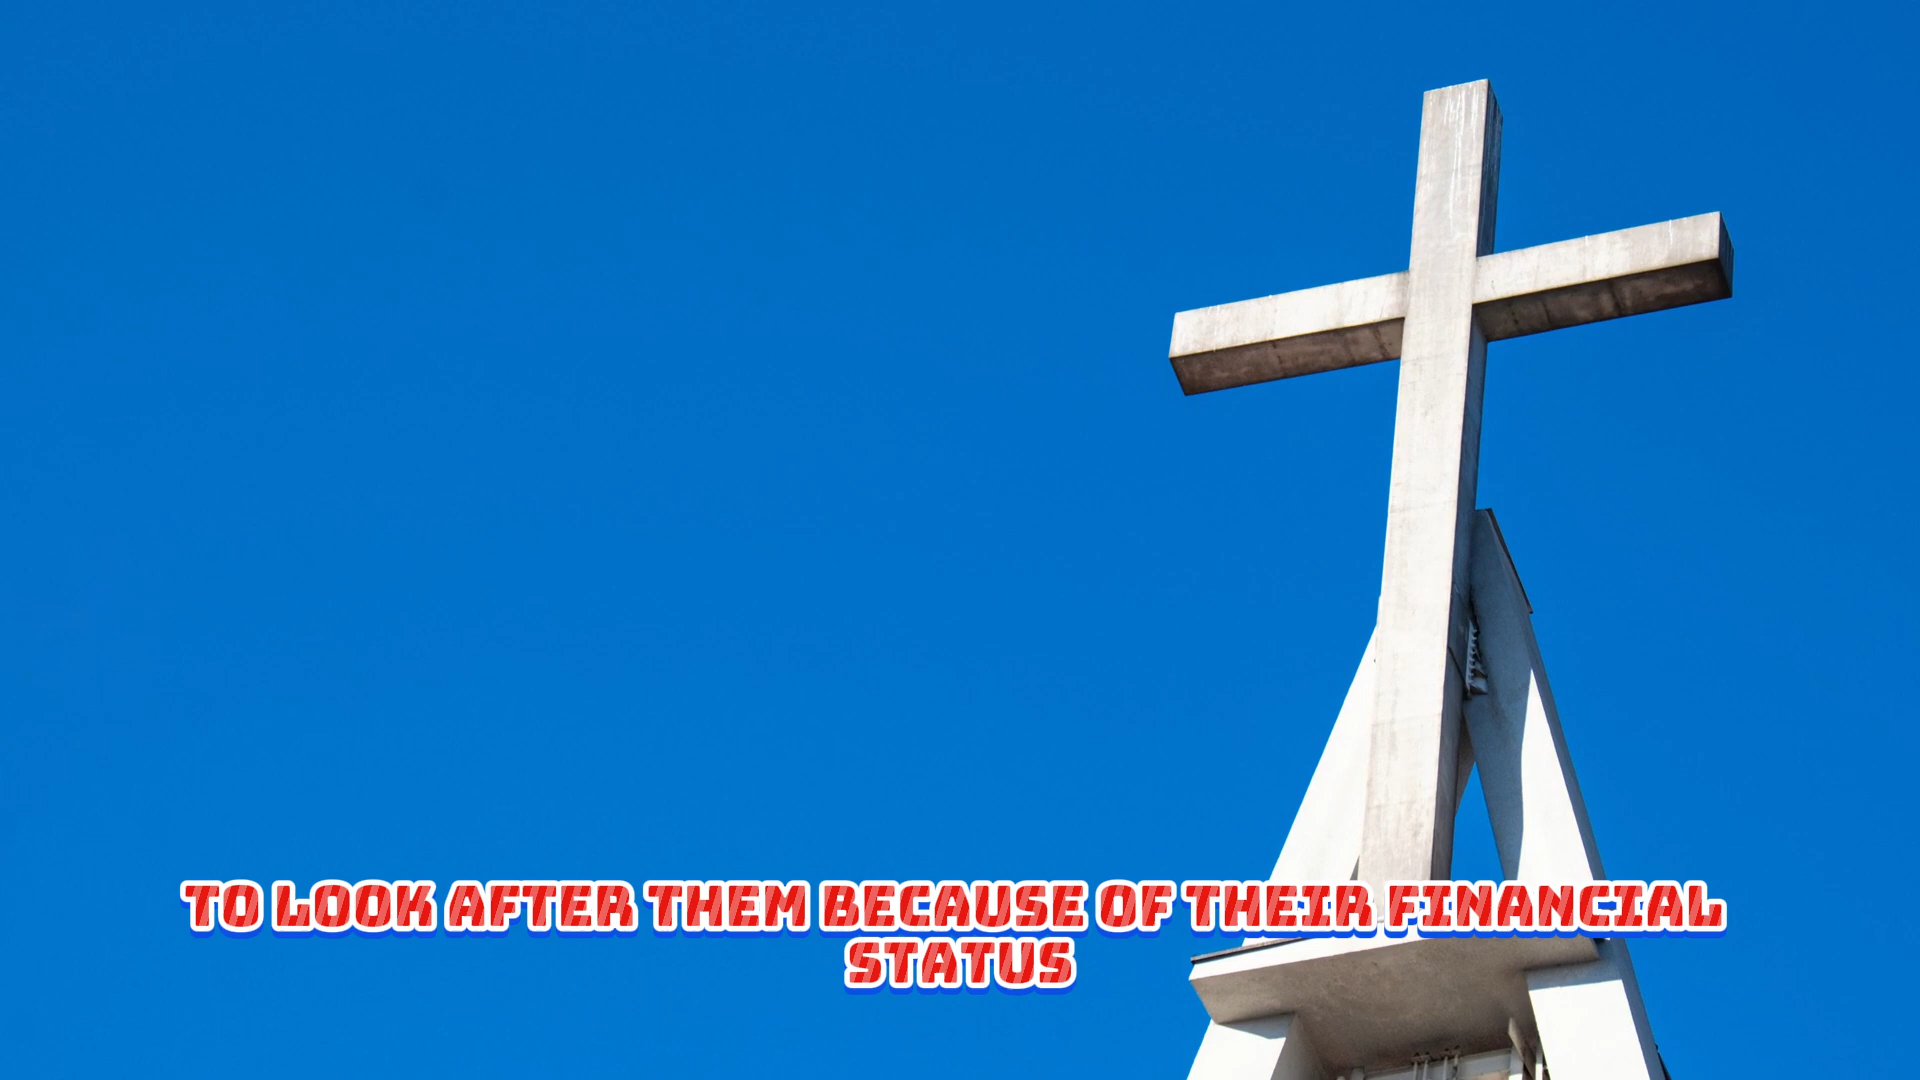 TO LOOK AFTER THEM BECAUSE OF THEIR FINANCIAL
STATUS